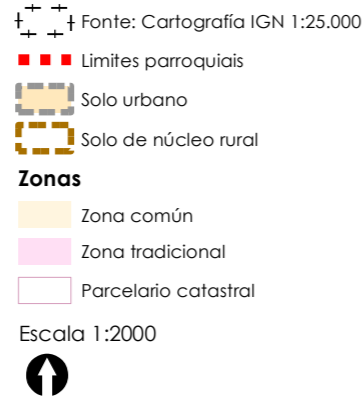 Fonte: Cartografía IGN 1:25.000
Limites parroquiais
Solo urbano
Solo de núcleo rural
Zonas
Zona común
Zona tradicional
Parcelario catastral
Escala 1:2000